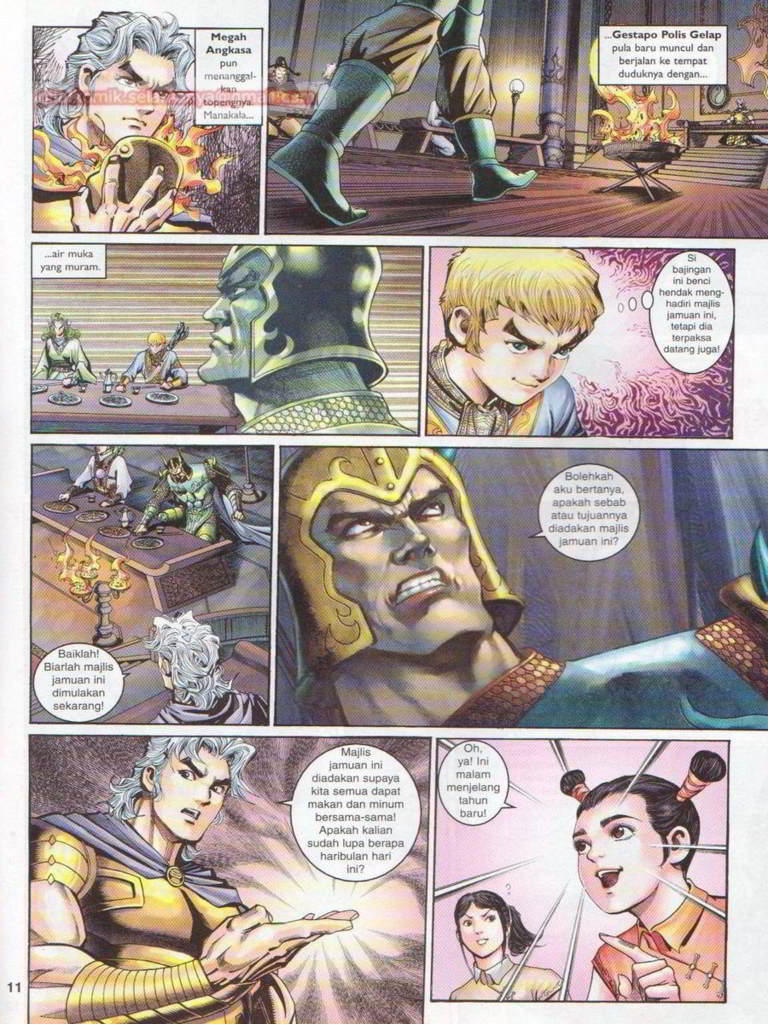 Megah
Angkasa
pun
menanggal-
kan
topengnya
Manakala...
...Gestapo Polis Gelap
pula baru muncul dan
berjalan ke tempat
duduknya dengan...
...air muka
yang muram.
Si
bajingan
ini benci
hendak meng-
hadiri majlis
jamuan ini,
tetapi dia
terpaksa
datang juga!
Baiklah!
Biarlah majlis
jamuan ini
dimulakan
sekarang!
Bolehkah
aku bertanya,
apakah sebab
atau tujuannya
diadakan majlis
jamuan ini?
Majlis
jamuan ini
diadakan supaya
kita semua dapat
makan dan minum
bersama-sama!
Apakah kalian
sudah lupa berapa
haribulan hari
ini?
Oh,
ya! Ini
malam
menjelang
tahun
baru!
?
11